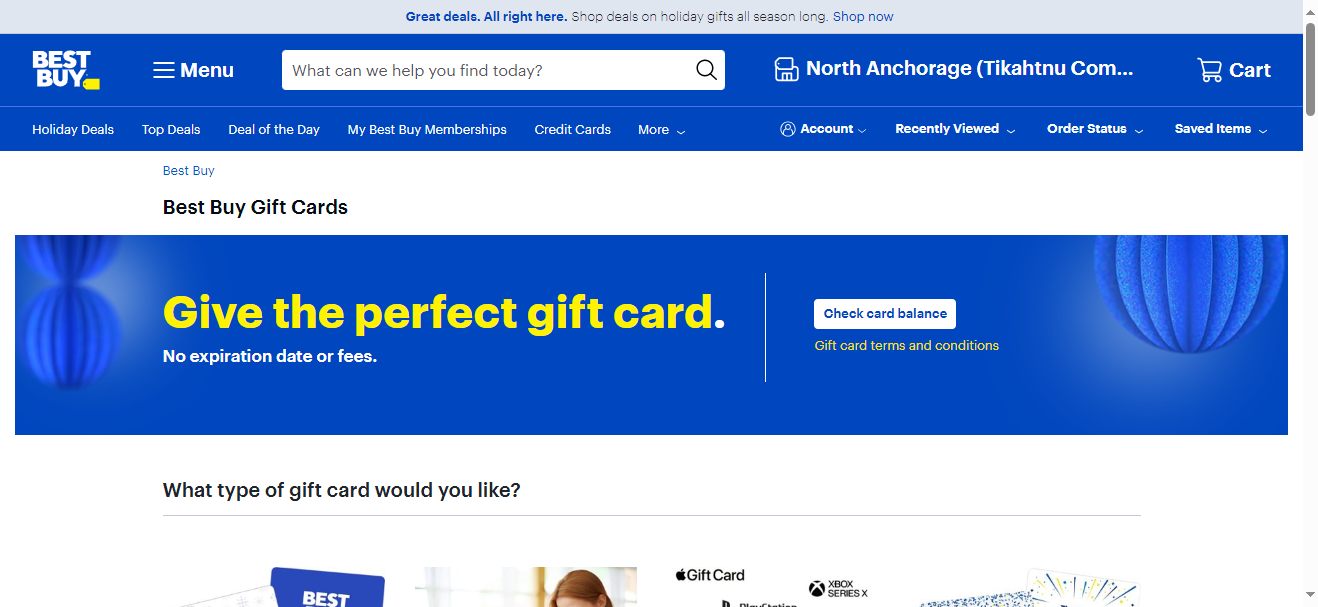 Great deals. All right here. Shop deals on holiday gifts all season long. Shop now
BEST BUY
Menu
What can we help you find today?
North Anchorage (Tikahtnu Com...
Cart
Holiday Deals Top Deals Deal of the Day My Best Buy Memberships Credit Cards More
Account Recently Viewed Order Status Saved Items
Best Buy
Best Buy Gift Cards
Give the perfect gift card.
No expiration date or fees.
Check card balance
Gift card terms and conditions
What type of gift card would you like?
BEST
Gift Card
XBOX
SERIES X
PlayStation